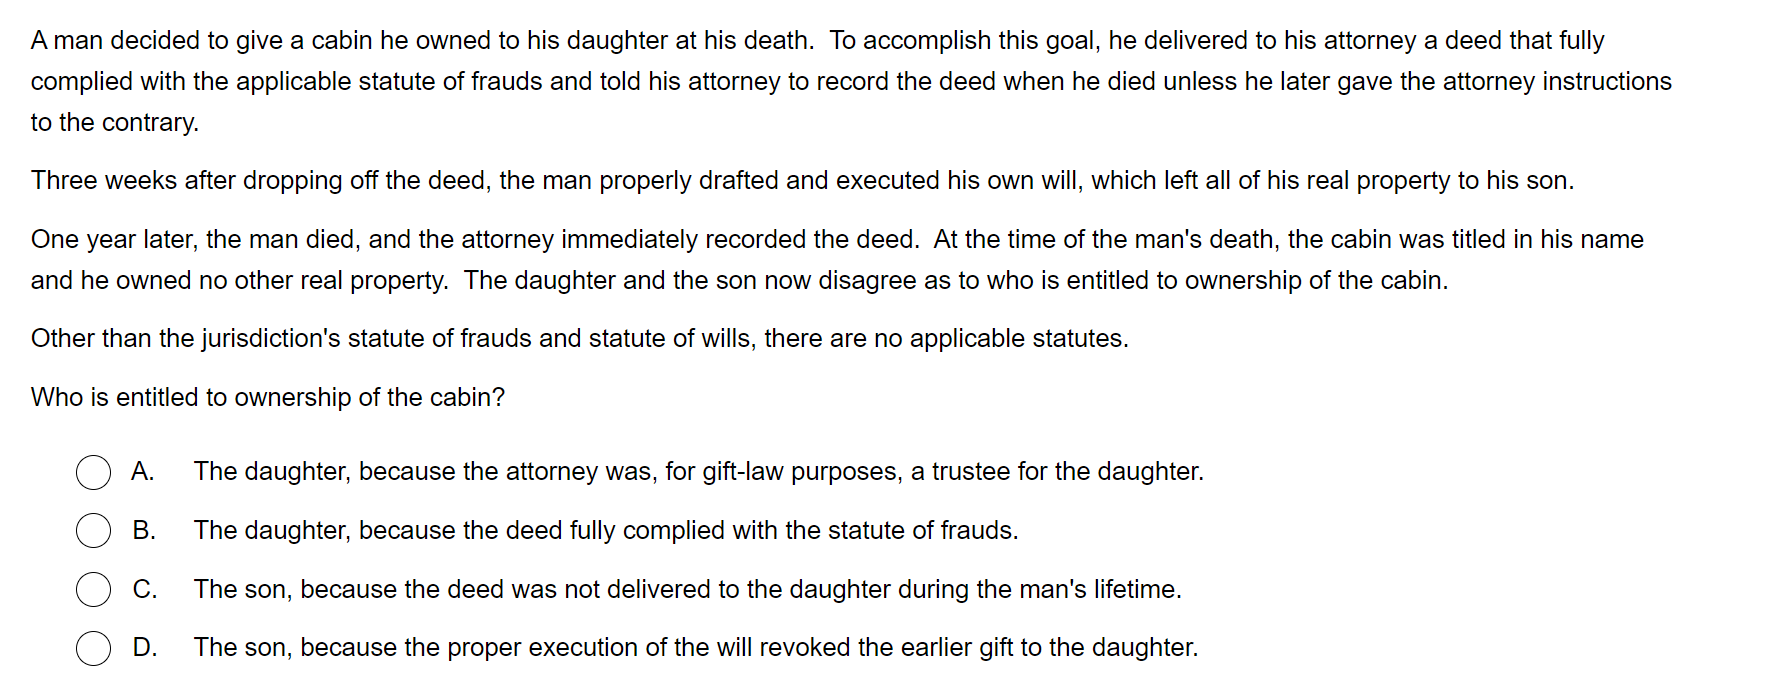 A man decided to give a cabin he owned to his daughter at his death.  To accomplish this goal, he delivered to his attorney a deed that fully
complied with the applicable statute of frauds and told his attorney to record the deed when he died unless he later gave the attorney instructions
to the contrary.
Three weeks after dropping off the deed, the man properly drafted and executed his own will, which left all of his real property to his son.
One year later, the man died, and the attorney immediately recorded the deed.  At the time of the man's death, the cabin was titled in his name
and he owned no other real property.  The daughter and the son now disagree as to who is entitled to ownership of the cabin.
Other than the jurisdiction's statute of frauds and statute of wills, there are no applicable statutes.
Who is entitled to ownership of the cabin?
A. The daughter, because the attorney was, for gift-law purposes, a trustee for the daughter.
B. The daughter, because the deed fully complied with the statute of frauds.
C. The son, because the deed was not delivered to the daughter during the man's lifetime.
D. The son, because the proper execution of the will revoked the earlier gift to the daughter.